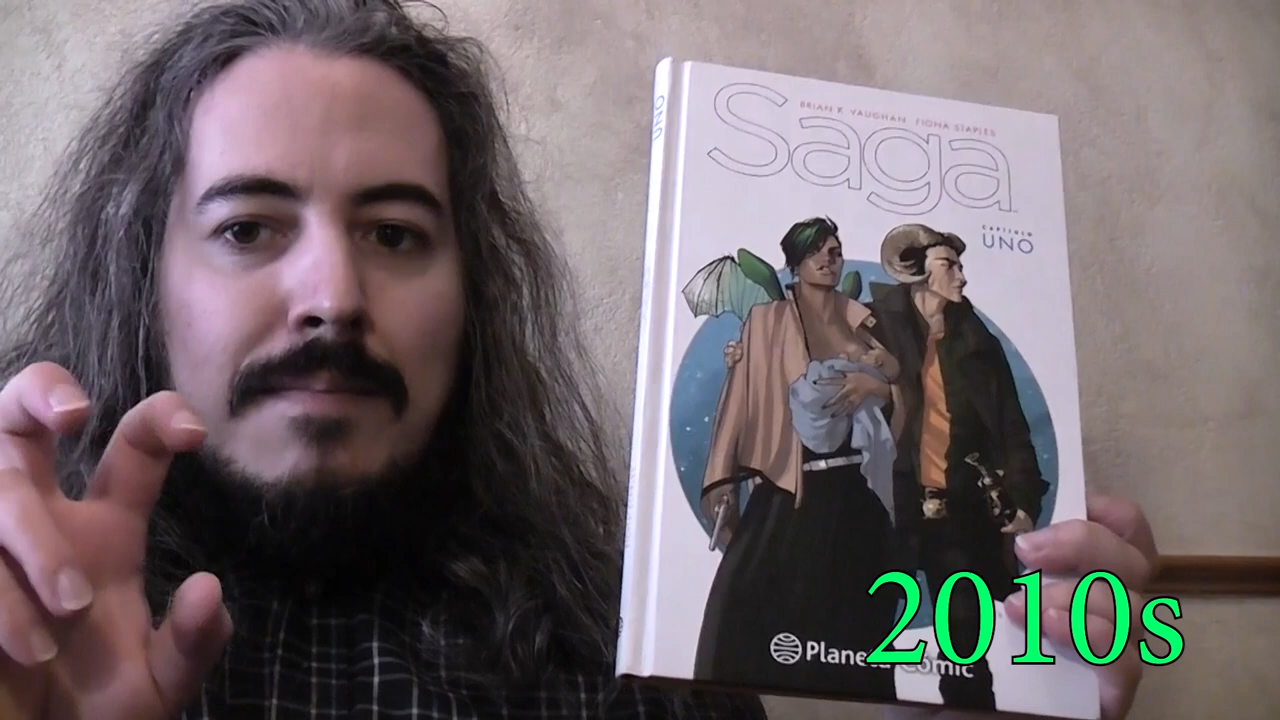 BRIAN K. VAUGHAN FIONA STAPLES
Saga
CAPÍTULO
UNO
UNO
Planeta Cómic
2010s